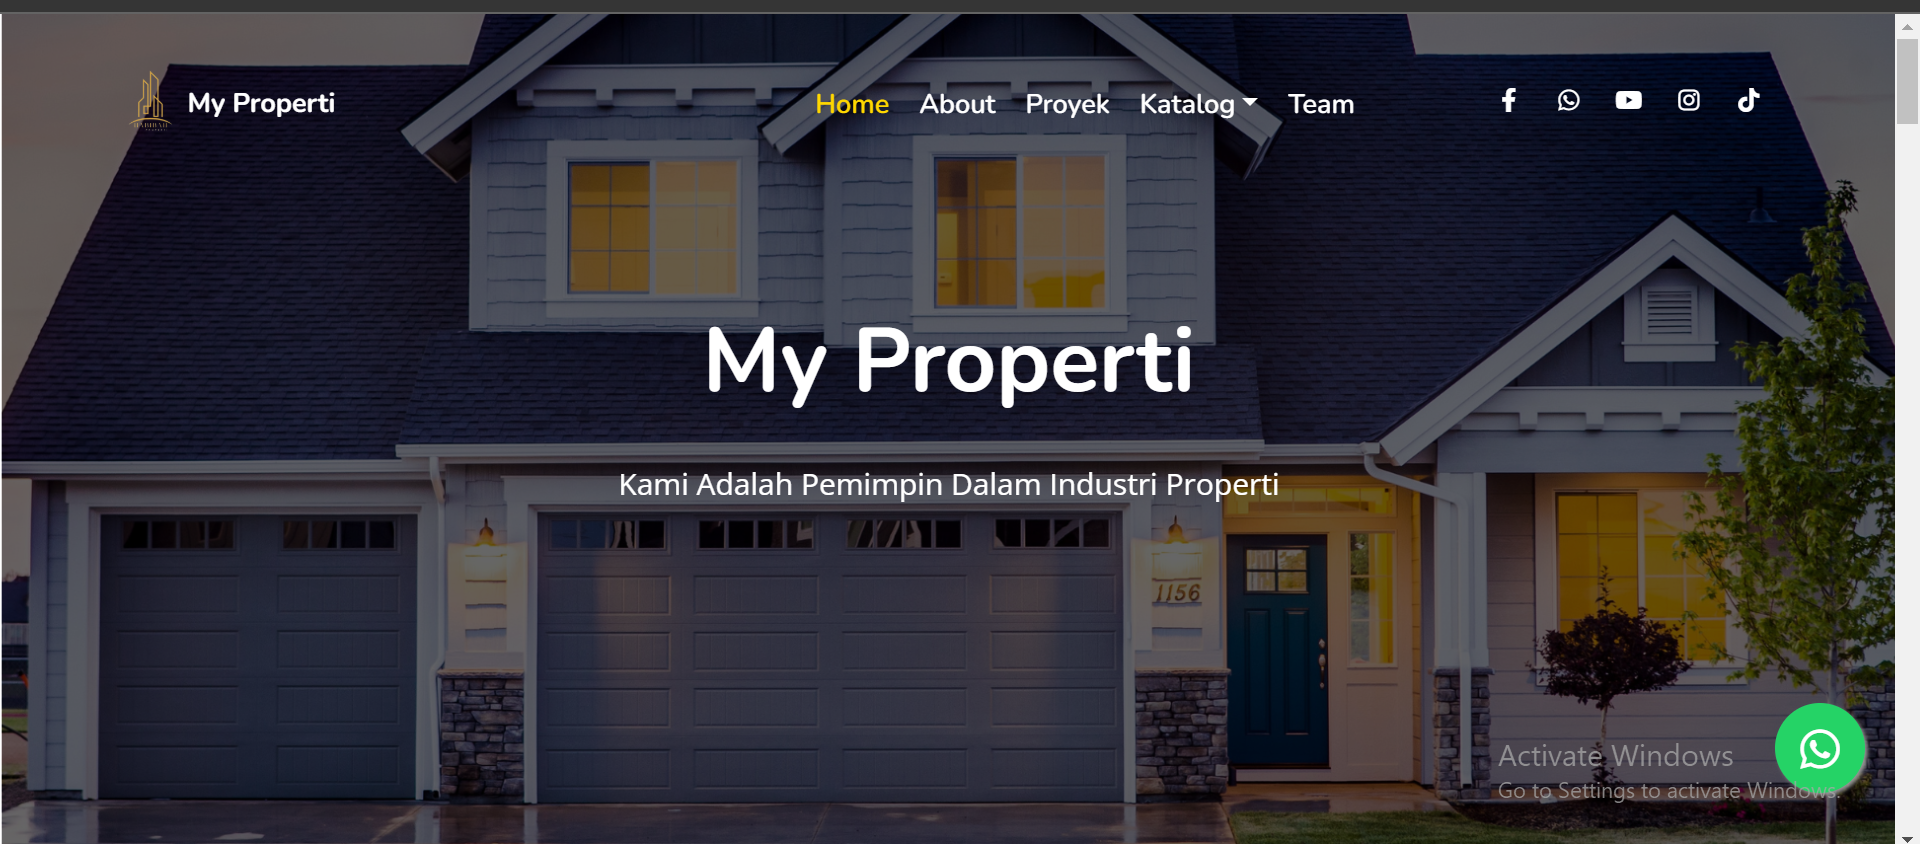 My Properti
Home About Proyek Katalog Team
My Properti
Kami Adalah Pemimpin Dalam Industri Properti
1156
Activate Windows
Go to Settings to activate Windows.